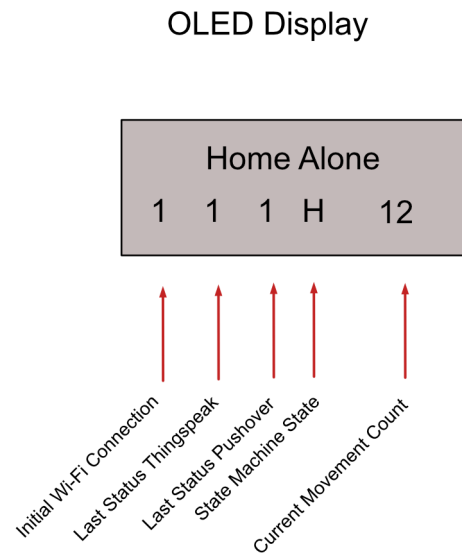 OLED Display
Home Alone
1 1 1 H 12
Initial Wi-Fi Connection
Last Status Thingspeak
Last Status Pushover
State Machine State
Current Movement Count